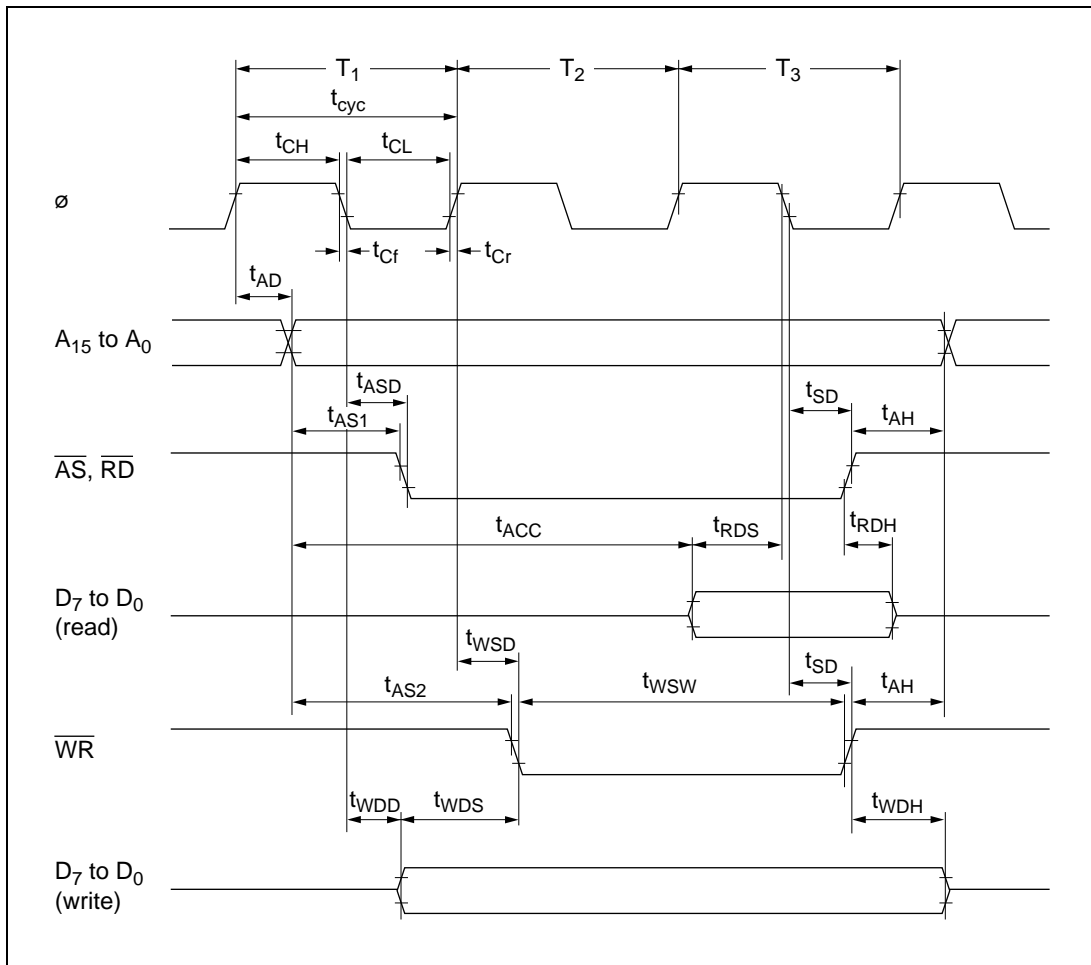 T1 T2 T3
tcyc
tCH tCL
ø
tCf tCr
tAD
A15 to A0
tASD tSD
tAS1 tAH
AS, RD
tACC tRDS tRDH
D7 to D0
(read)
tWSD tSD
tAS2 tWSW tAH
WR
tWDD tWDS tWDH
D7 to D0
(write)